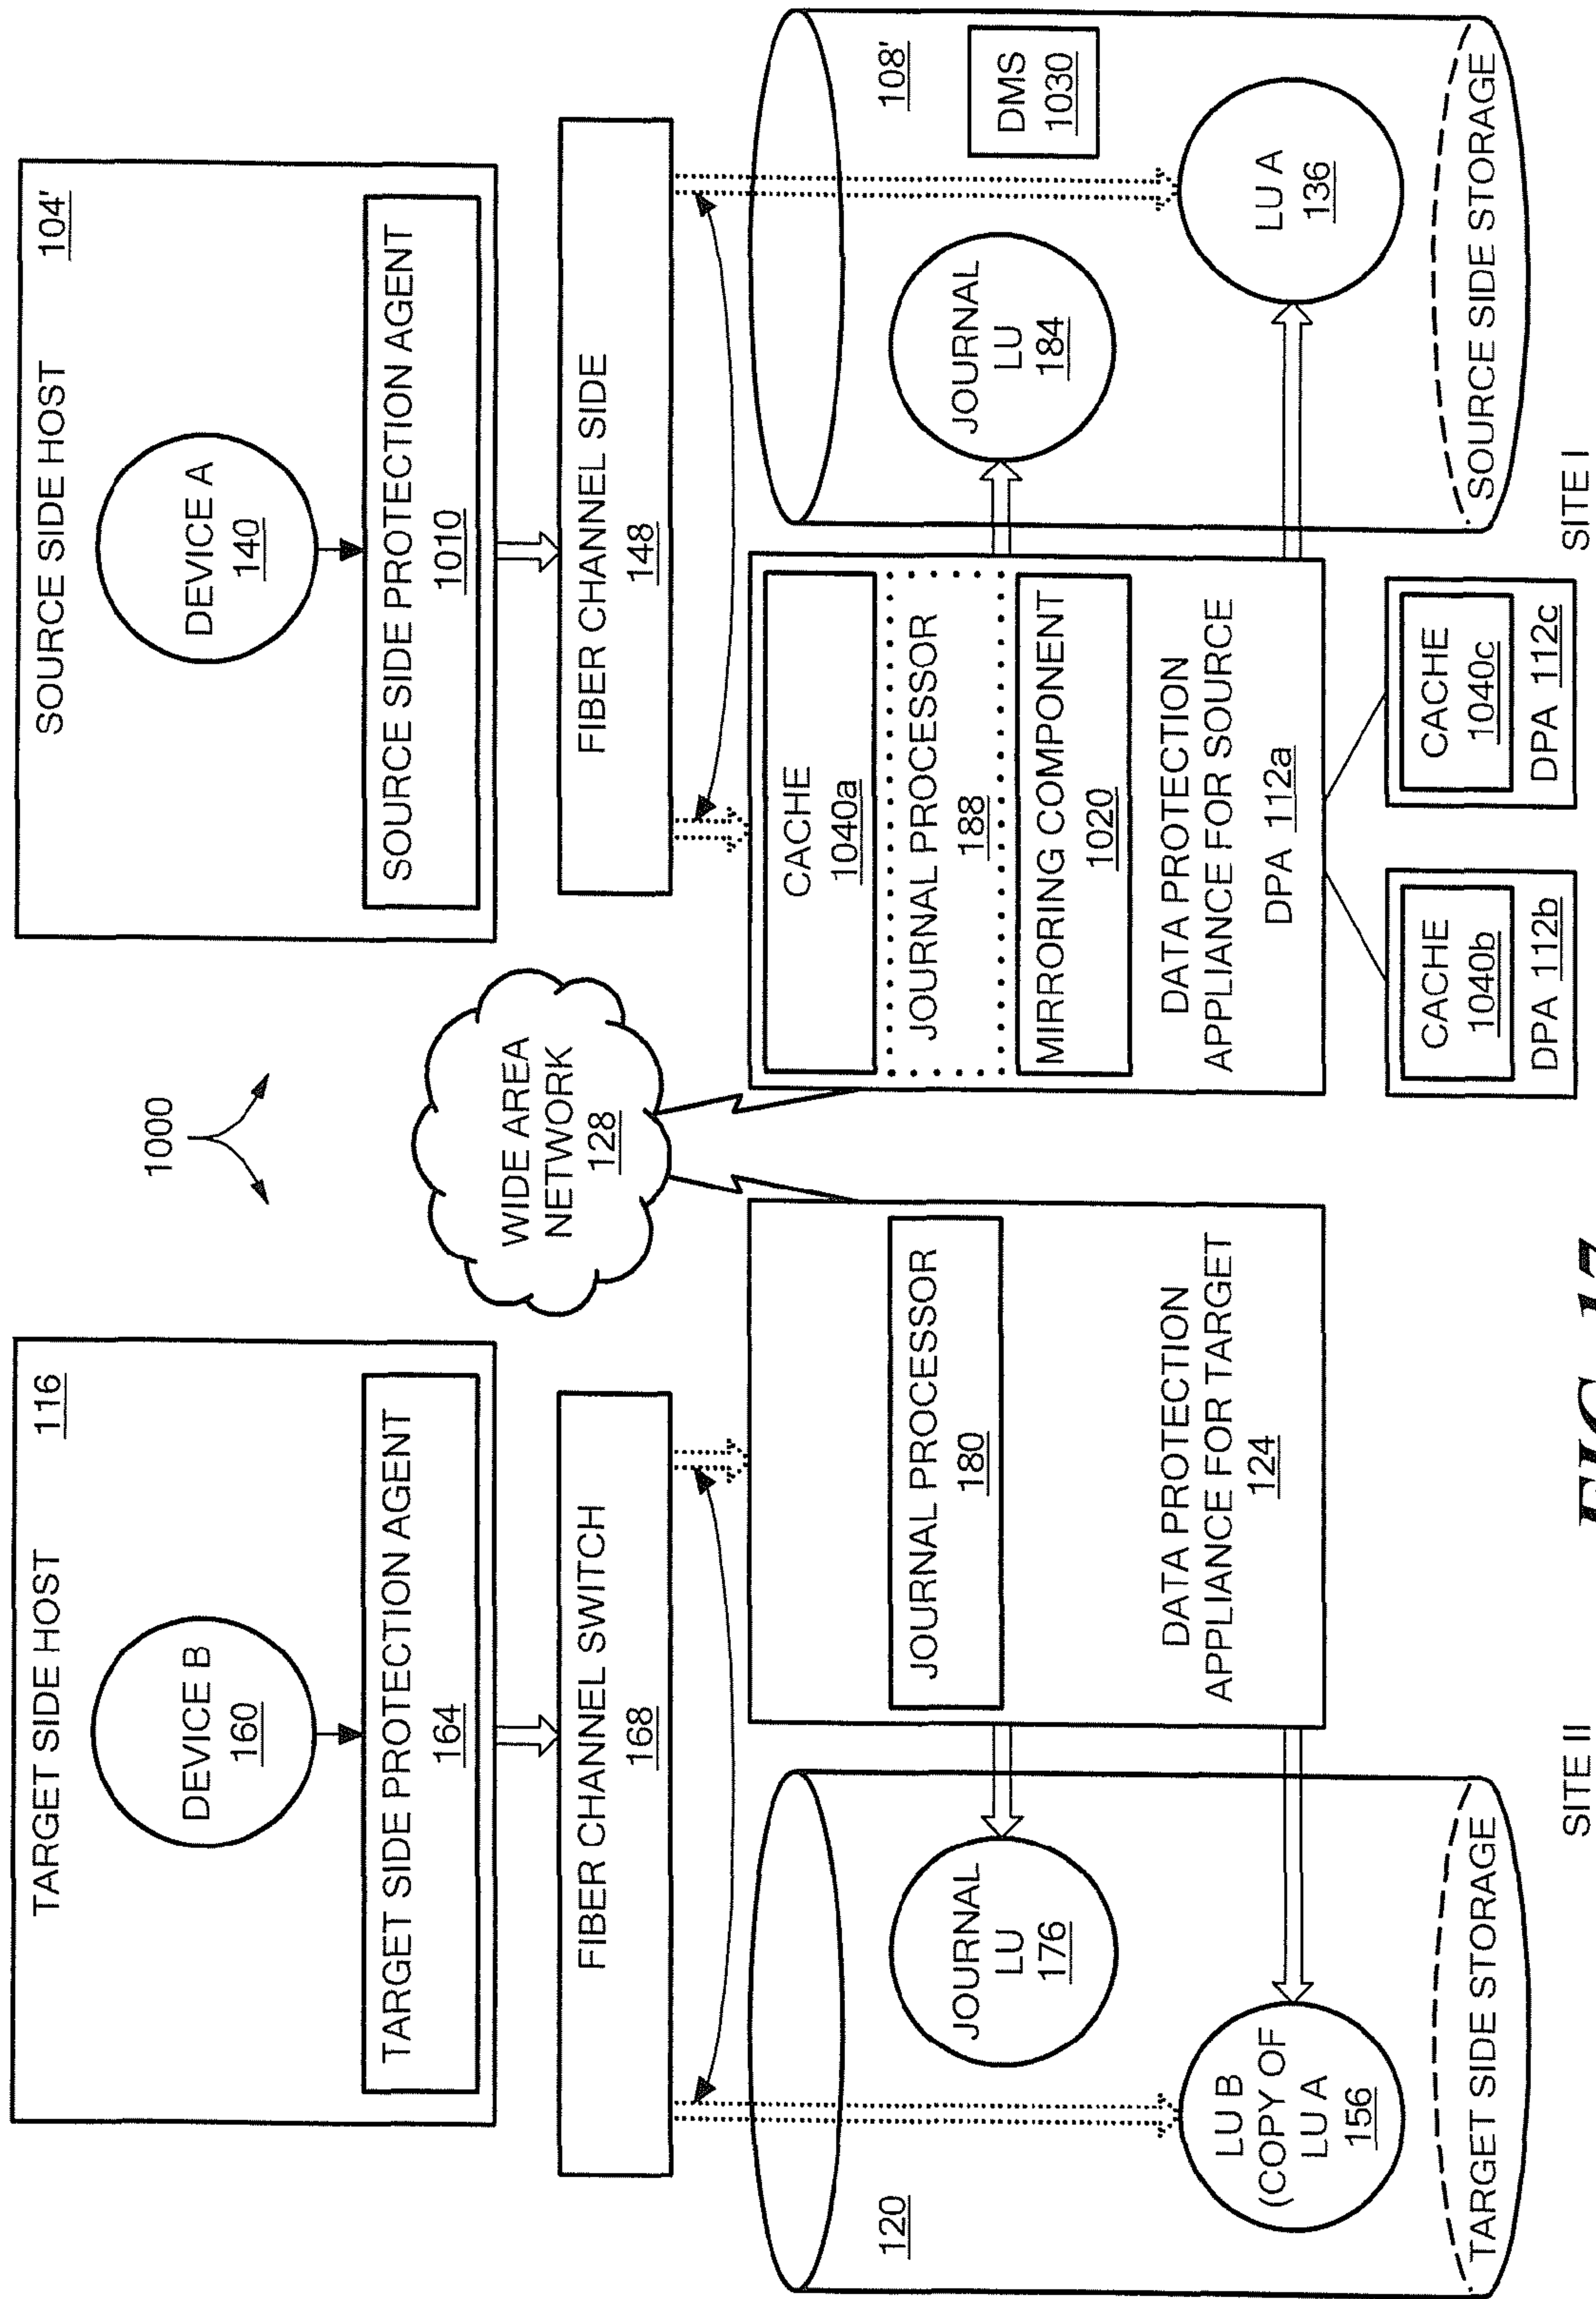 1000
TARGET SIDE HOST
116
DEVICE B
160
TARGET SIDE PROTECTION AGENT
164
FIBER CHANNEL SWITCH
168
120
JOURNAL
LU
176
LU B
(COPY OF
LU A
156
TARGET SIDE STORAGE
JOURNAL PROCESSOR
180
DATA PROTECTION
APPLIANCE FOR TARGET
124
SITE II
WIDE AREA
NETWORK
128
SOURCE SIDE HOST
104'
DEVICE A
140
SOURCE SIDE PROTECTION AGENT
1010
FIBER CHANNEL SIDE
148
CACHE
1040a
JOURNAL PROCESSOR
188
MIRRORING COMPONENT
1020
DATA PROTECTION
APPLIANCE FOR SOURCE
DPA 112a
CACHE
1040b
DPA 112b
CACHE
1040c
DPA 112c
108'
DMS
1030
JOURNAL
LU
184
LU A
136
SOURCE SIDE STORAGE
SITE I
FIG. 17